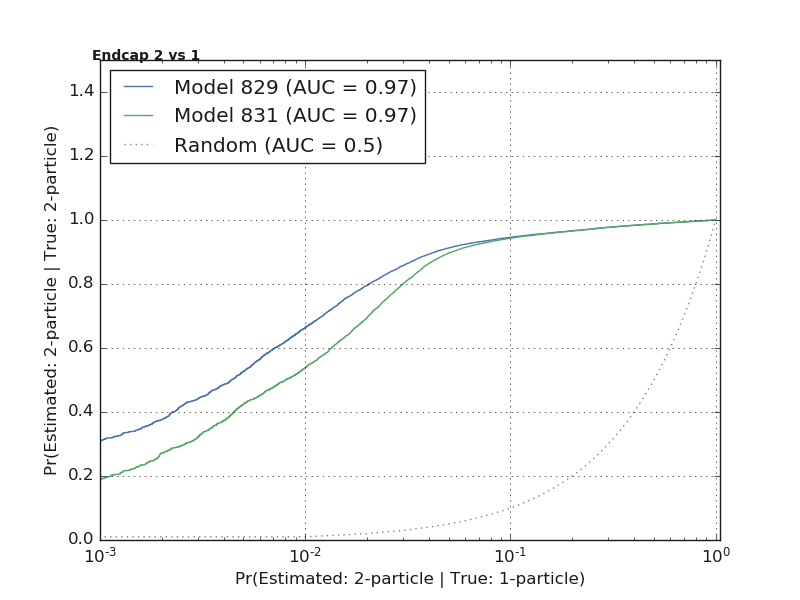 Endcap 2 vs 1
Model 829 (AUC = 0.97)
Model 831 (AUC = 0.97)
Random (AUC = 0.5)
1.4
1.2
1.0
0.8
0.6
0.4
0.2
0.0
Pr(Estimated: 2-particle | True: 2-particle)
10^-3 10^-2 10^-1 10^0
Pr(Estimated: 2-particle | True: 1-particle)